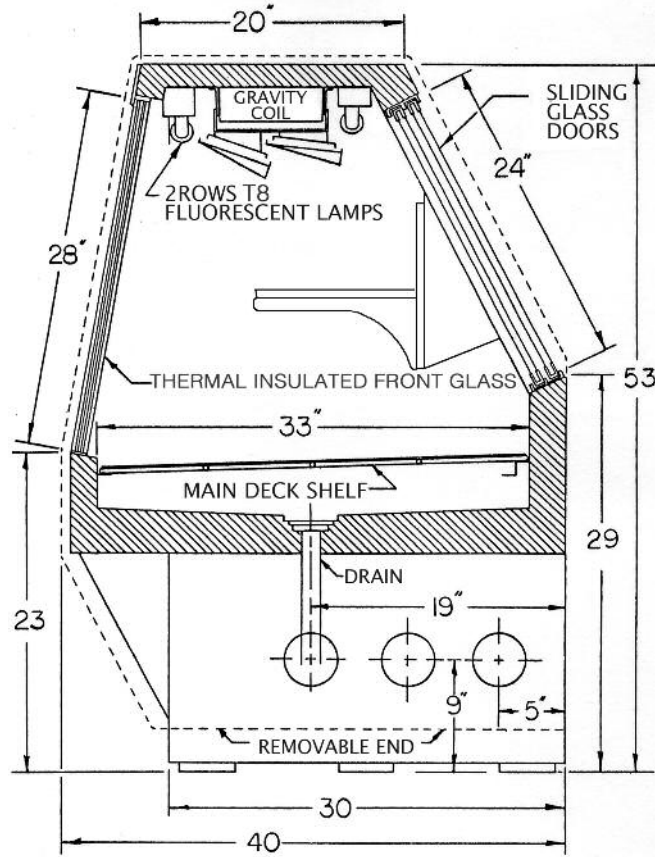 20"
GRAVITY
COIL
SLIDING
GLASS
DOORS
24"
2ROWS T8
FLUORESCENT LAMPS
28"
THERMAL INSULATED FRONT GLASS
53
33"
MAIN DECK SHELF
DRAIN
29
19"
23
9"
5"
REMOVABLE END
30
40